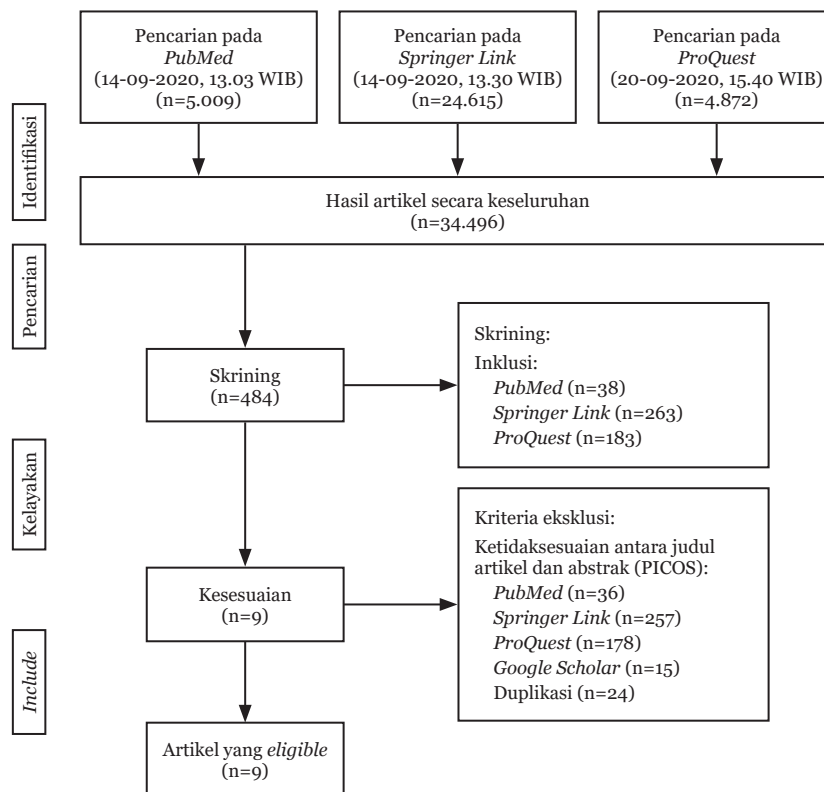 Pencarian pada
PubMed
(14-09-2020, 13.03 WIB)
(n=5.009)
Pencarian pada
Springer Link
(14-09-2020, 13.30 WIB)
(n=24.615)
Pencarian pada
ProQuest
(20-09-2020, 15.40 WIB)
(n=4.872)
Identifikasi
Hasil artikel secara keseluruhan
(n=34.496)
Pencarian
Skrining
(n=484)
Skrining:
Inklusi:
PubMed (n=38)
Springer Link (n=263)
ProQuest (n=183)
Kelayakan
Kesesuaian
(n=9)
Kriteria eksklusi:
Ketidaksesuaian antara judul
artikel dan abstrak (PICOS):
PubMed (n=36)
Springer Link (n=257)
ProQuest (n=178)
Google Scholar (n=15)
Duplikasi (n=24)
Include
Artikel yang eligible
(n=9)